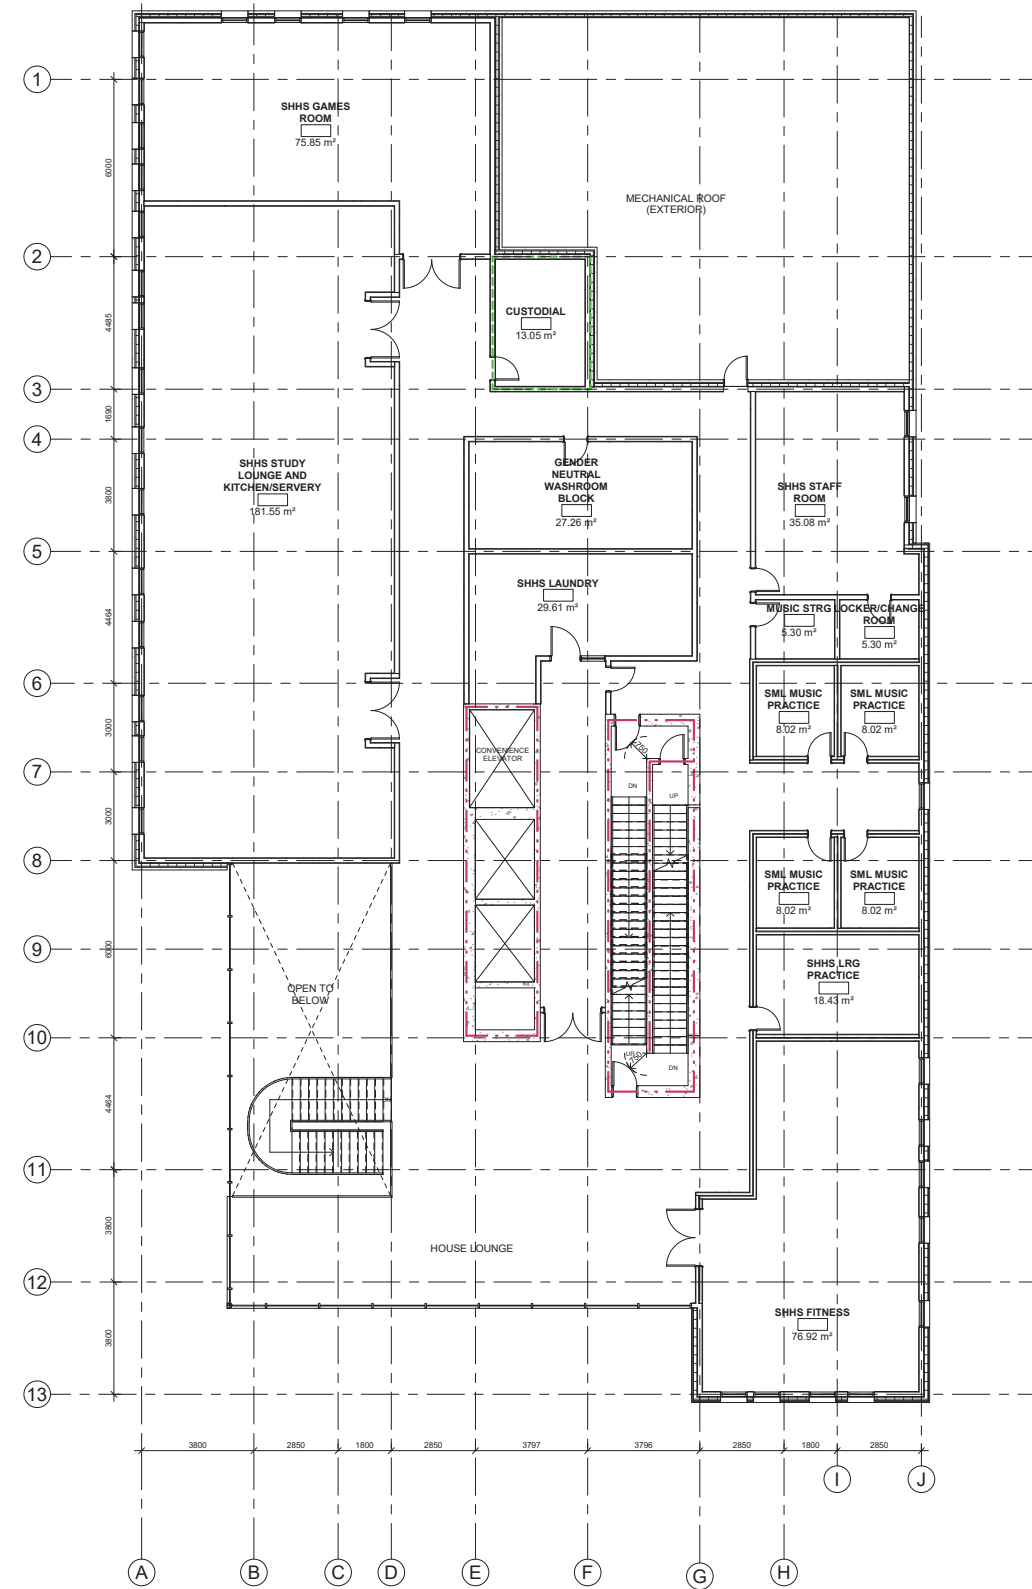 1
SHHS GAMES
ROOM
75.85 m²
6000
MECHANICAL ROOF
(EXTERIOR)
2
CUSTODIAL
13.05 m²
4485
3
1690
4
SHHS STUDY
LOUNGE AND
KITCHEN/SERVERY
181.55 m²
GENDER
NEUTRAL
WASHROOM
BLOCK
27.26 m²
SHHS STAFF
ROOM
35.08 m²
3800
5
SHHS LAUNDRY
29.61 m²
4464
MUSIC STRG
5.30 m²
LOCKER/CHANGE
ROOM
5.30 m²
6
SML MUSIC
PRACTICE
8.02 m²
SML MUSIC
PRACTICE
8.02 m²
3000
CONVENIENCE
ELEVATOR
750
7
DN
UP
3000
8
SML MUSIC
PRACTICE
8.02 m²
SML MUSIC
PRACTICE
8.02 m²
9
6000
SHHS LRG
PRACTICE
18.43 m²
OPEN TO
BELOW
10
UP
750
DN
4464
DN
11
3800
HOUSE LOUNGE
12
SHHS FITNESS
76.92 m²
3800
13
3800
2850
1800
2850
3797
3796
2850
1800
2850
I
J
A
B
C
D
E
F
G
H